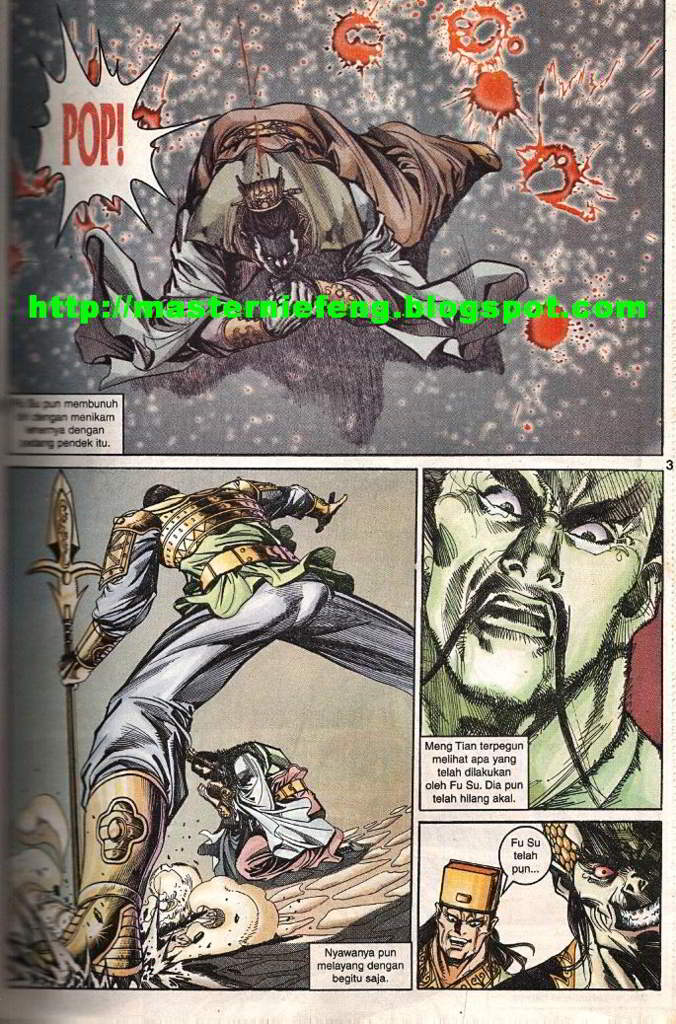 POP!
http://masterniefeng.blogspot.com
Su pun membunuh
dengan menikam
dengan
pedang pendek itu.
3
Meng Tian terpegun
melihat apa yang
telah dilakukan
oleh Fu Su. Dia pun
telah hilang akal.
Fu Su
telah
pun...
Nyawanya pun
melayang dengan
begitu saja.